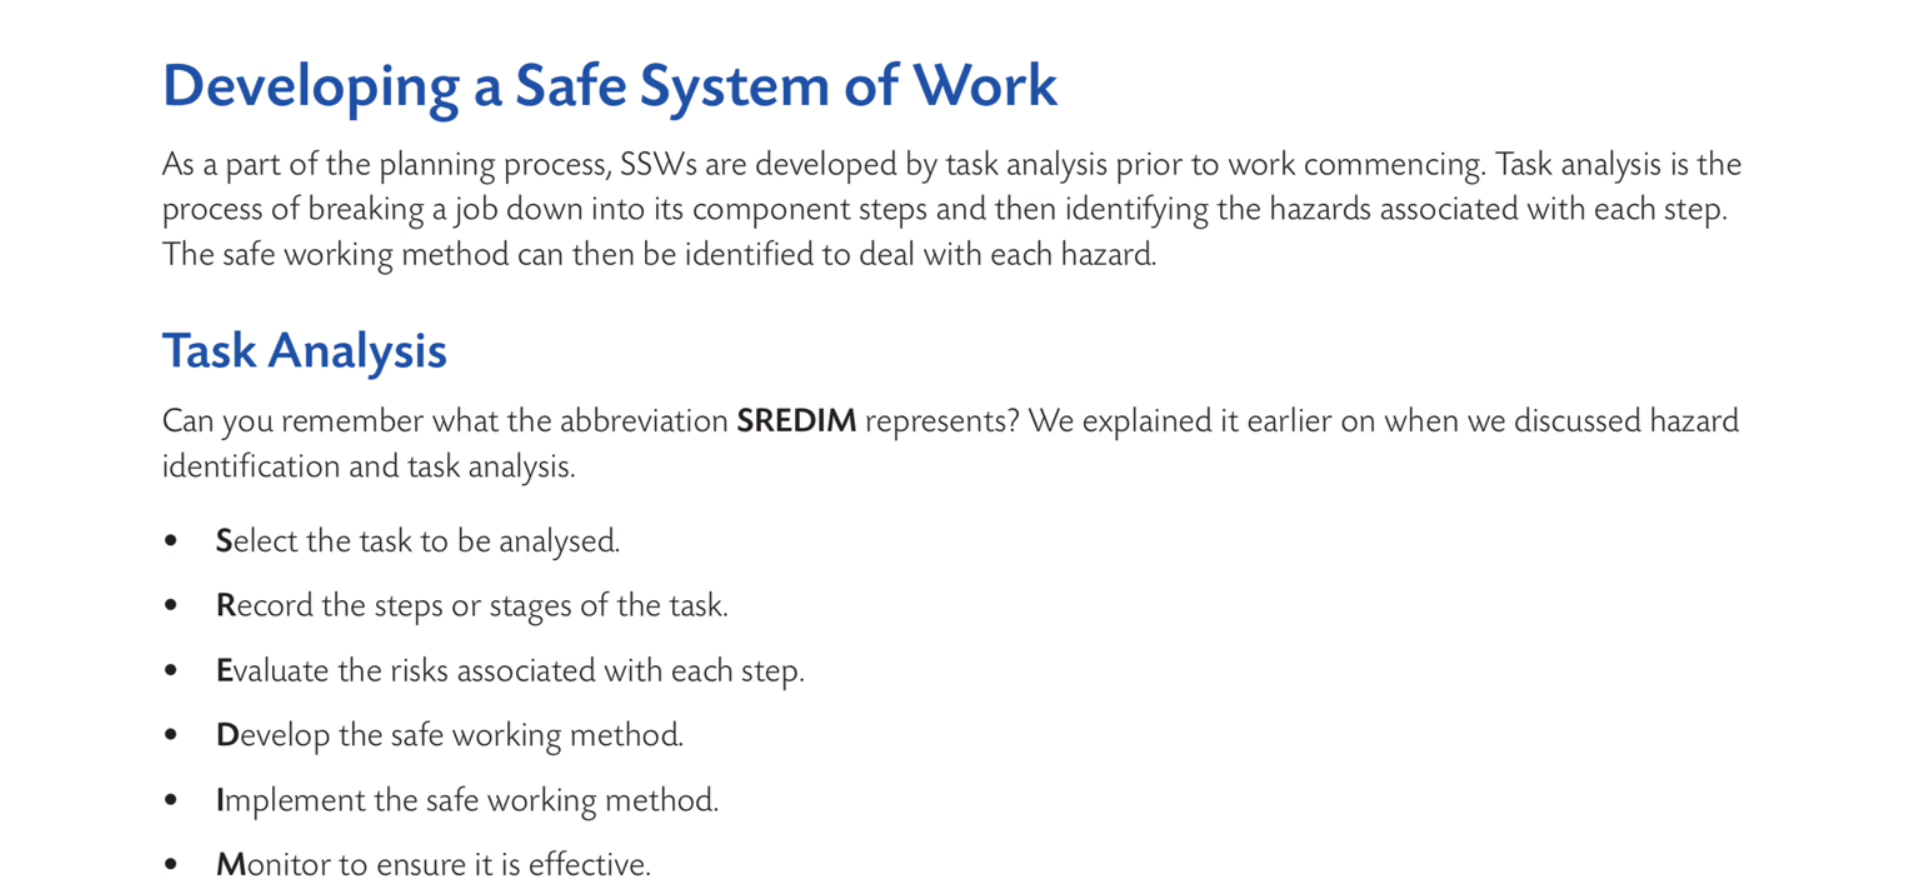 Developing a Safe System of Work
As a part of the planning process, SSWs are developed by task analysis prior to work commencing. Task analysis is the
process of breaking a job down into its component steps and then identifying the hazards associated with each step.
The safe working method can then be identified to deal with each hazard.
Task Analysis
Can you remember what the abbreviation SREDIM represents? We explained it earlier on when we discussed hazard
identification and task analysis.
• Select the task to be analysed.
• Record the steps or stages of the task.
• Evaluate the risks associated with each step.
• Develop the safe working method.
• Implement the safe working method.
• Monitor to ensure it is effective.